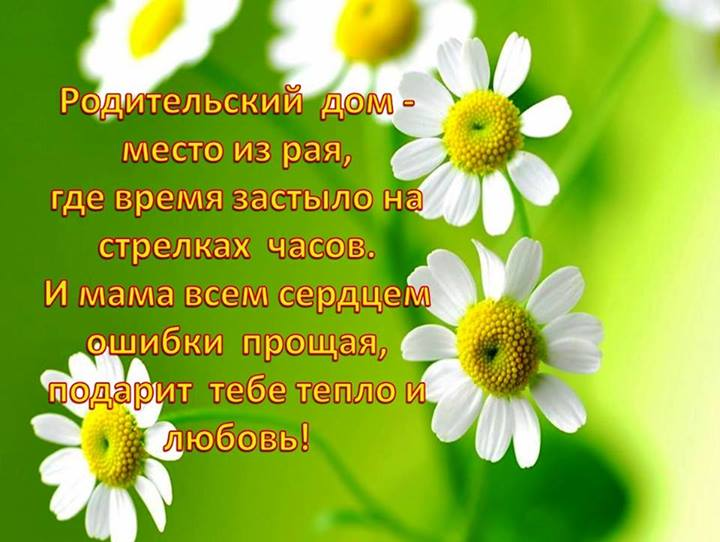 Родительский дом -
место из рая,
где время застыло на
стрелках часов.
И мама всем сердцем
ошибки прощая,
подарит тебе тепло и
любовь!